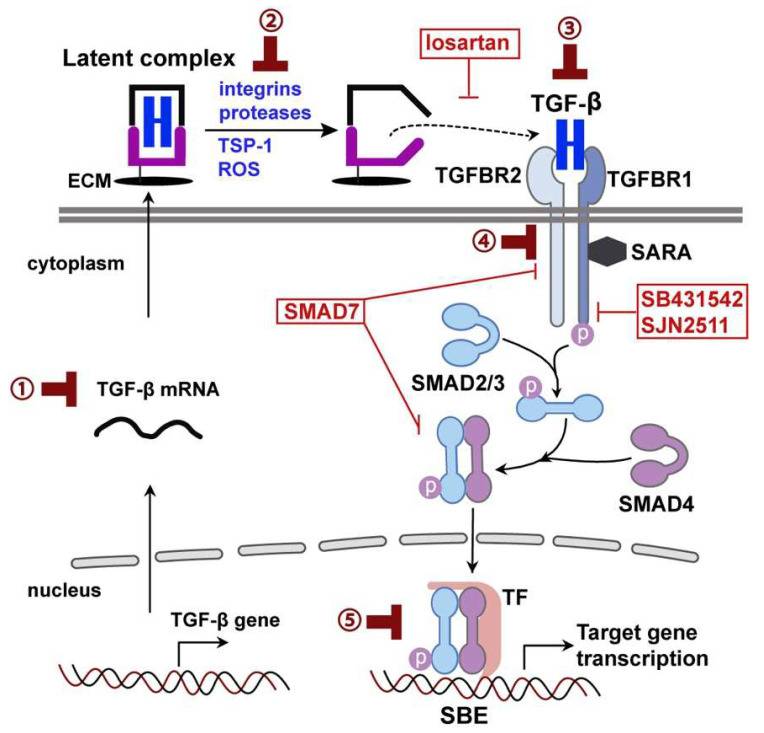 ②
Latent complex
losartan
③
integrins
proteases
TSP-1
ROS
TGF-β
ECM
TGFBR2
TGFBR1
cytoplasm
④
SARA
SMAD7
SB431542
SJN2511
p
SMAD2/3
p
①
TGF-β mRNA
p
SMAD4
nucleus
TGF-β gene
⑤
TF
p
Target gene
transcription
SBE